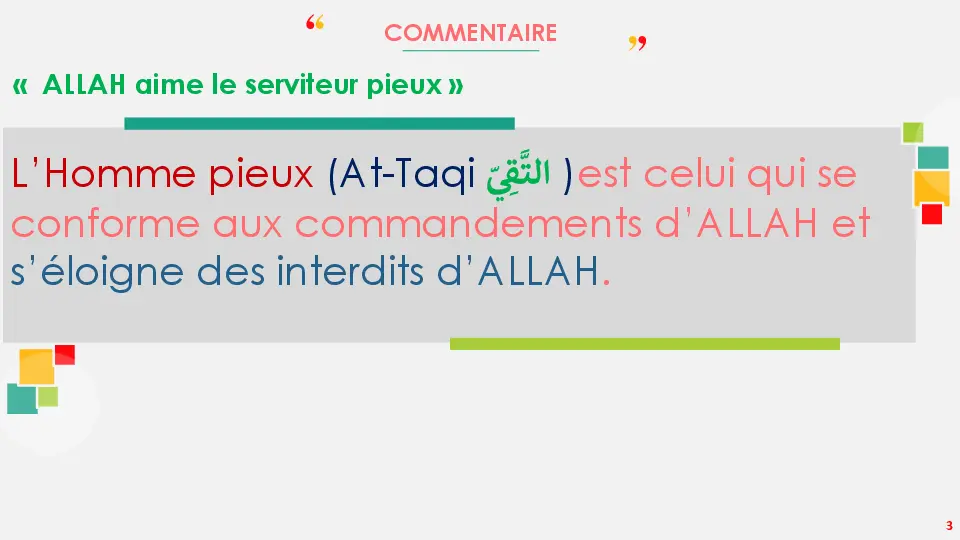 “ COMMENTAIRE ”
« ALLAH aime le serviteur pieux »
L’Homme pieux (At-Taqi التَّقِيّ )est celui qui se
conforme aux commandements d’ALLAH et
s’éloigne des interdits d’ALLAH.
3